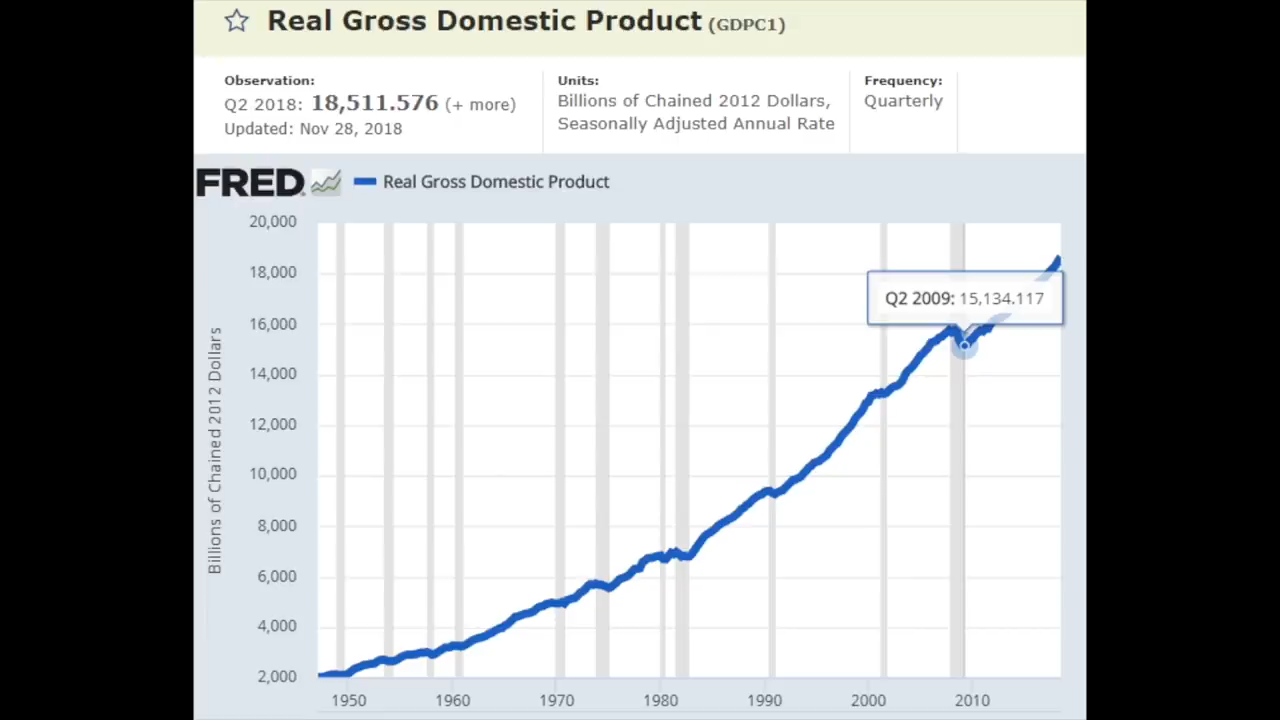 Real Gross Domestic Product (GDPC1)
Observation:
Q2 2018: 18,511.576 (+ more)
Updated: Nov 28, 2018
Units:
Billions of Chained 2012 Dollars,
Seasonally Adjusted Annual Rate
Frequency:
Quarterly
FRED
Real Gross Domestic Product
Billions of Chained 2012 Dollars
20,000
18,000
16,000
14,000
12,000
10,000
8,000
6,000
4,000
2,000
Q2 2009: 15,134.117
1950 1960 1970 1980 1990 2000 2010